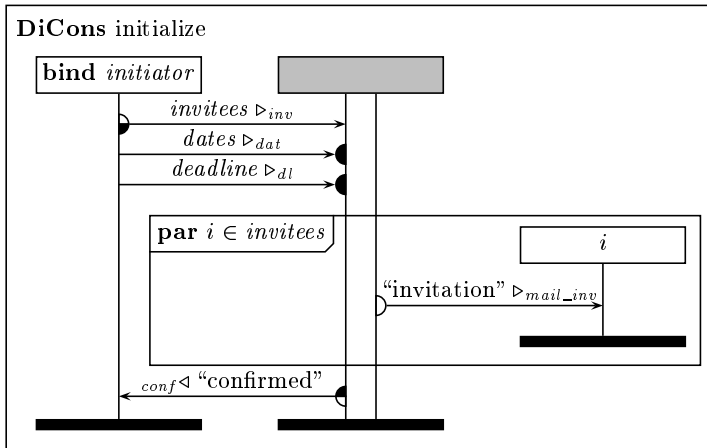 DiCons initialize
bind initiator
invitees ▷inv
dates ▷dat
deadline ▷dl
par i ∈ invitees
i
“invitation” ▷mail_inv
conf◁ “confirmed”